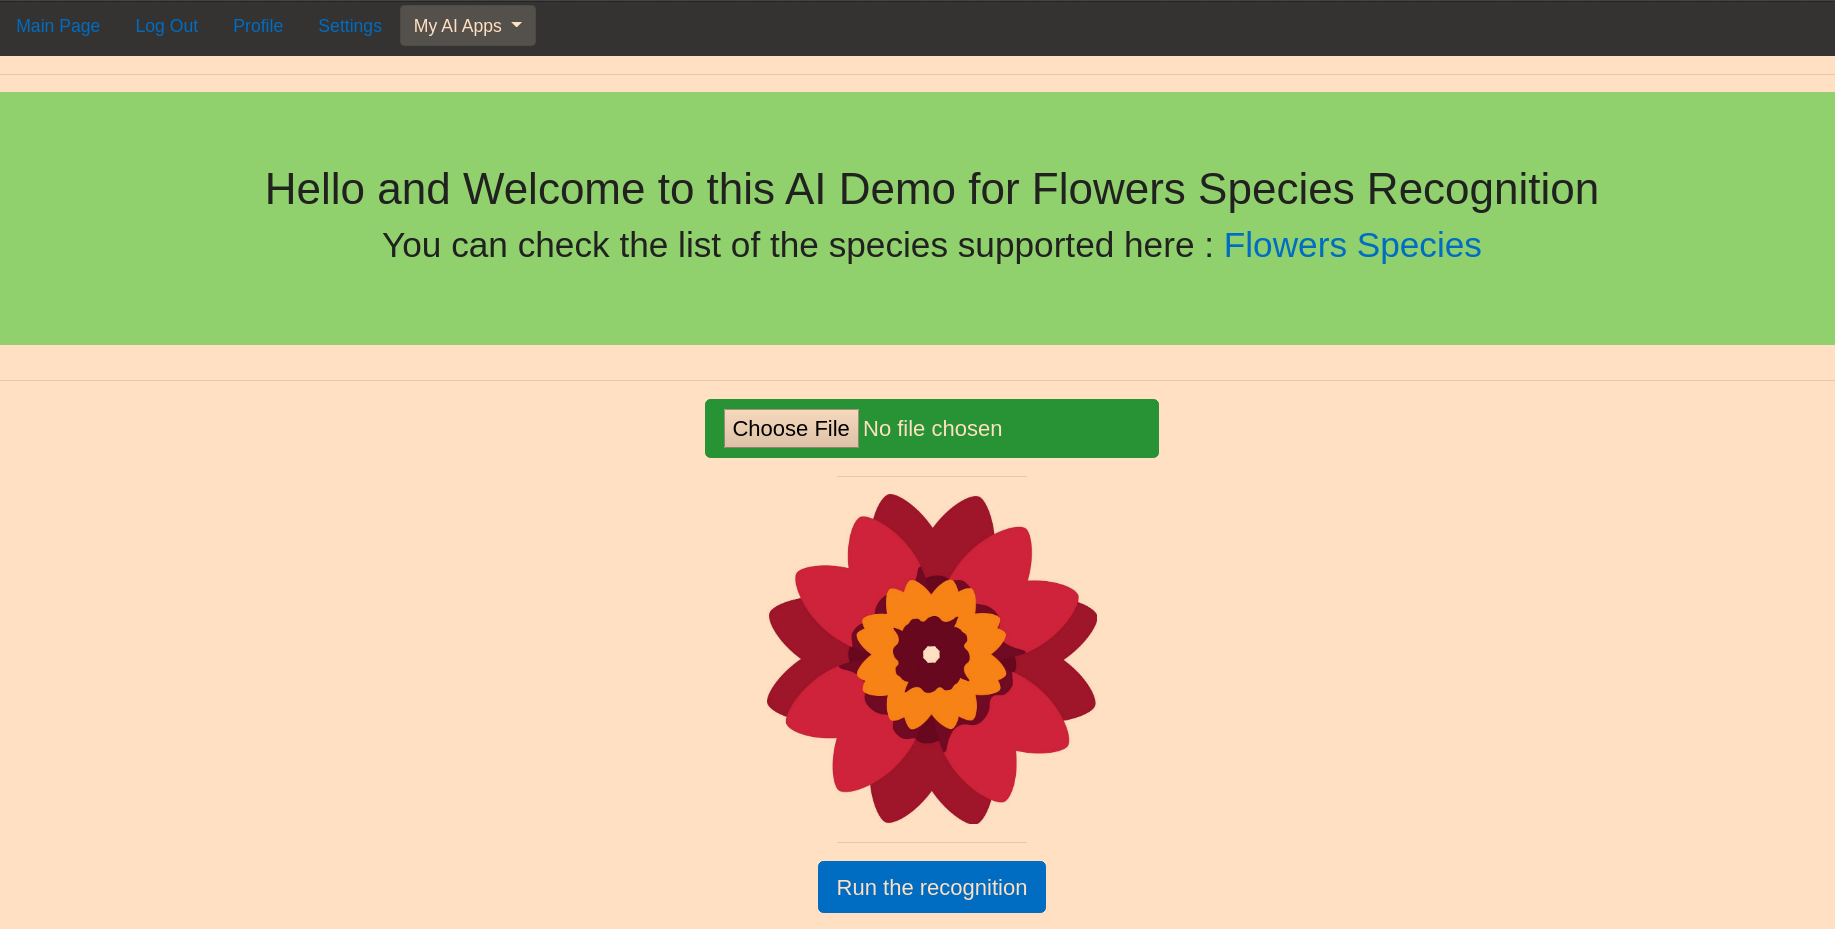 Main Page Log Out Profile Settings My AI Apps
Hello and Welcome to this AI Demo for Flowers Species Recognition
You can check the list of the species supported here : Flowers Species
Choose File No file chosen
Run the recognition